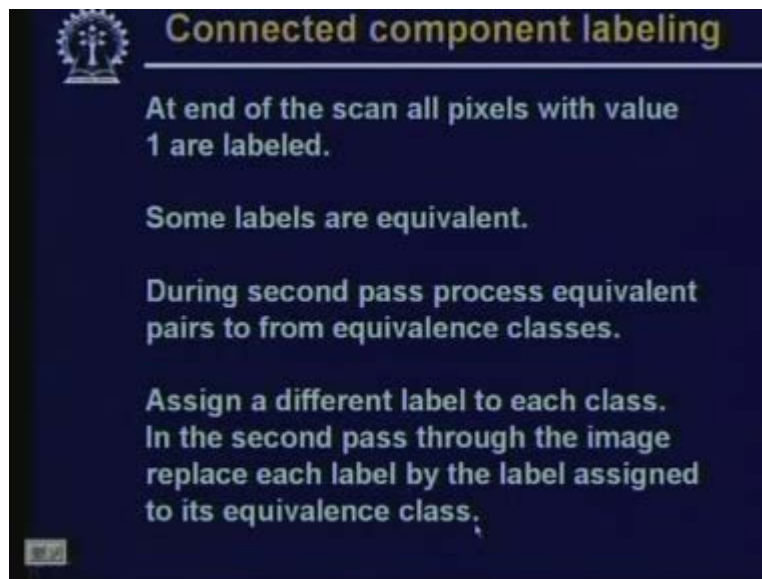 Connected component labeling
At end of the scan all pixels with value
1 are labeled.
Some labels are equivalent.
During second pass process equivalent
pairs to from equivalence classes.
Assign a different label to each class.
In the second pass through the image
replace each label by the label assigned
to its equivalence class.